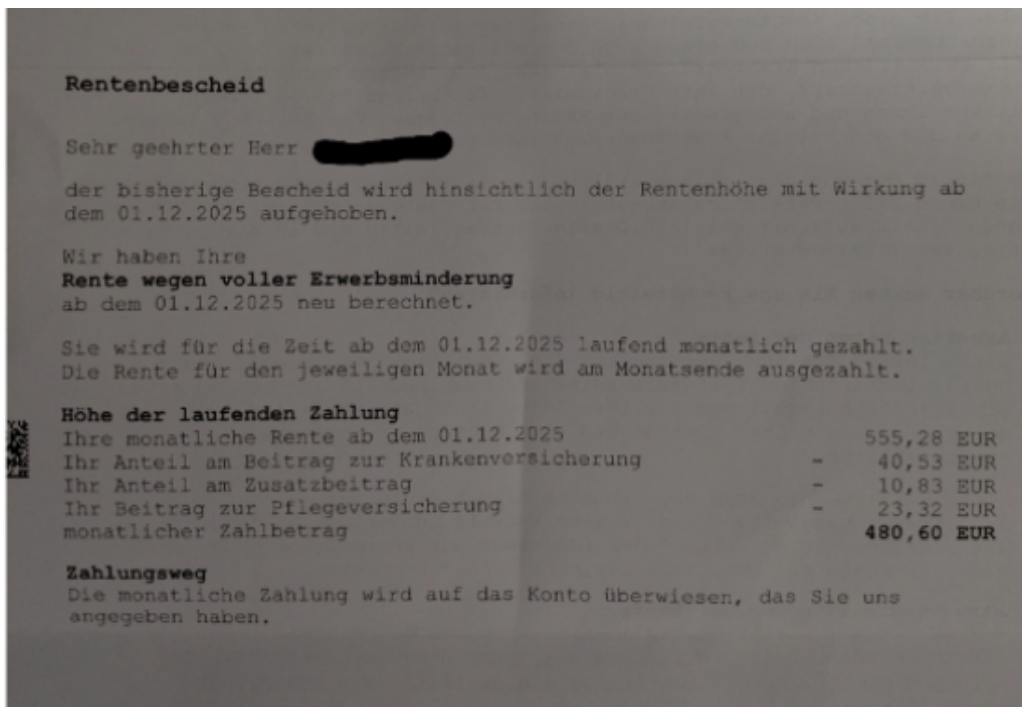 Rentenbescheid
Sehr geehrter Herr
der bisherige Bescheid wird hinsichtlich der Rentenhöhe mit Wirkung ab
dem 01.12.2025 aufgehoben.
Wir haben Ihre
Rente wegen voller Erwerbsminderung
ab dem 01.12.2025 neu berechnet.
Sie wird für die Zeit ab dem 01.12.2025 laufend monatlich gezahlt.
Die Rente für den jeweiligen Monat wird am Monatsende ausgezahlt.
Höhe der laufenden Zahlung
Ihre monatliche Rente ab dem 01.12.2025 555,28 EUR
Ihr Anteil am Beitrag zur Krankenversicherung - 40,53 EUR
Ihr Anteil am Zusatzbeitrag - 10,83 EUR
Ihr Beitrag zur Pflegeversicherung - 23,32 EUR
monatlicher Zahlbetrag 480,60 EUR
Zahlungsweg
Die monatliche Zahlung wird auf das Konto überwiesen, das Sie uns
angegeben haben.